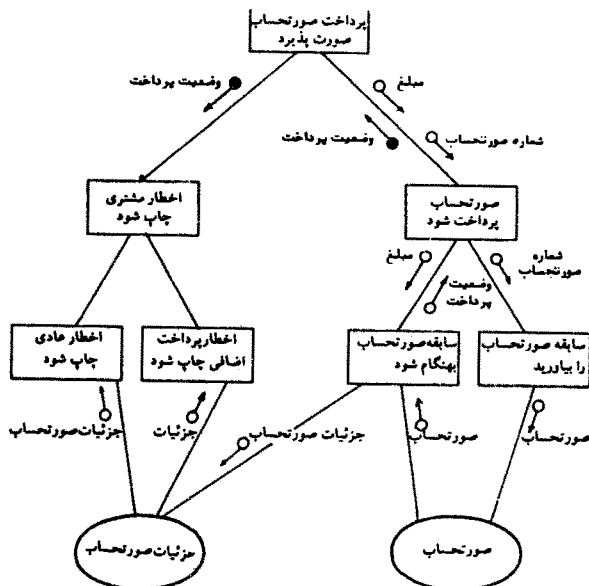 پرداخت صورتحساب
صورت پذیرد
وضعیت پرداخت
مبلغ
وضعیت پرداخت
شماره صورتحساب
اخطار مشتری
چاپ شود
صورتحساب
پرداخت شود
مبلغ
وضعیت
پرداخت
شماره
صورتحساب
اخطار عادی
چاپ شود
اخطار پرداخت
اضافی چاپ شود
سابقه صورتحساب
بهنگام شود
سابقه صورتحساب
را بیاورید
جزئیات صورتحساب
جزئیات
جزئیات صورتحساب
صورتحساب
صورتحساب
جزئیات صورتحساب
صورتحساب